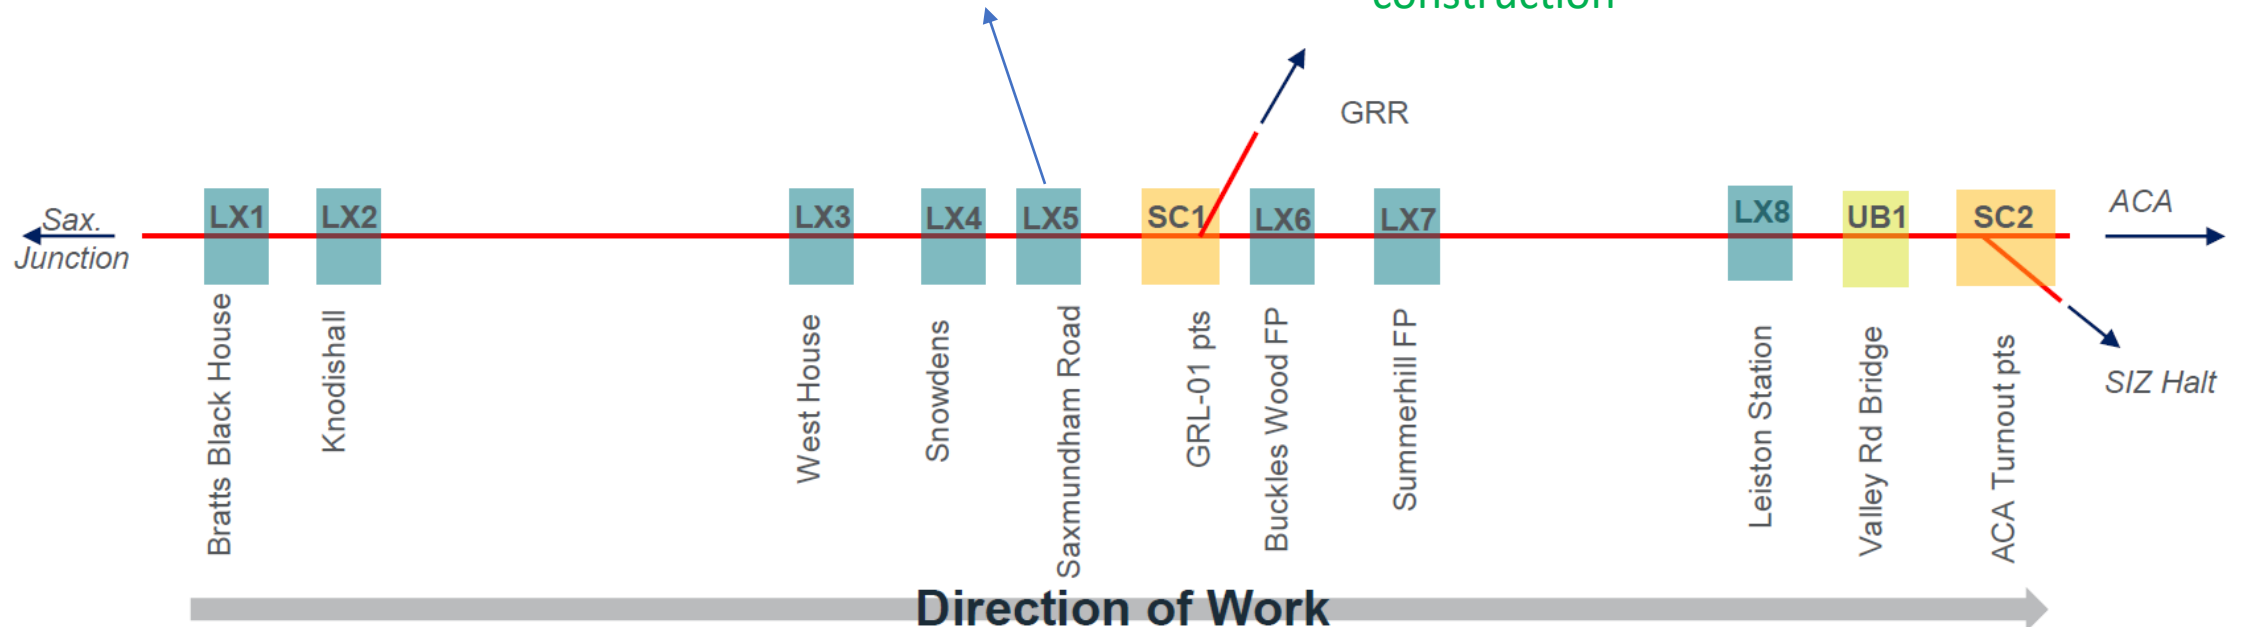 construction
GRR
Sax.
Junction
LX1
LX2
LX3
LX4
LX5
SC1
LX6
LX7
LX8
UB1
SC2
ACA
SIZ Halt
Bratts Black House
Knodishall
West House
Snowdens
Saxmundham Road
GRL-01 pts
Buckles Wood FP
Summerhill FP
Leiston Station
Valley Rd Bridge
ACA Turnout pts
Direction of Work